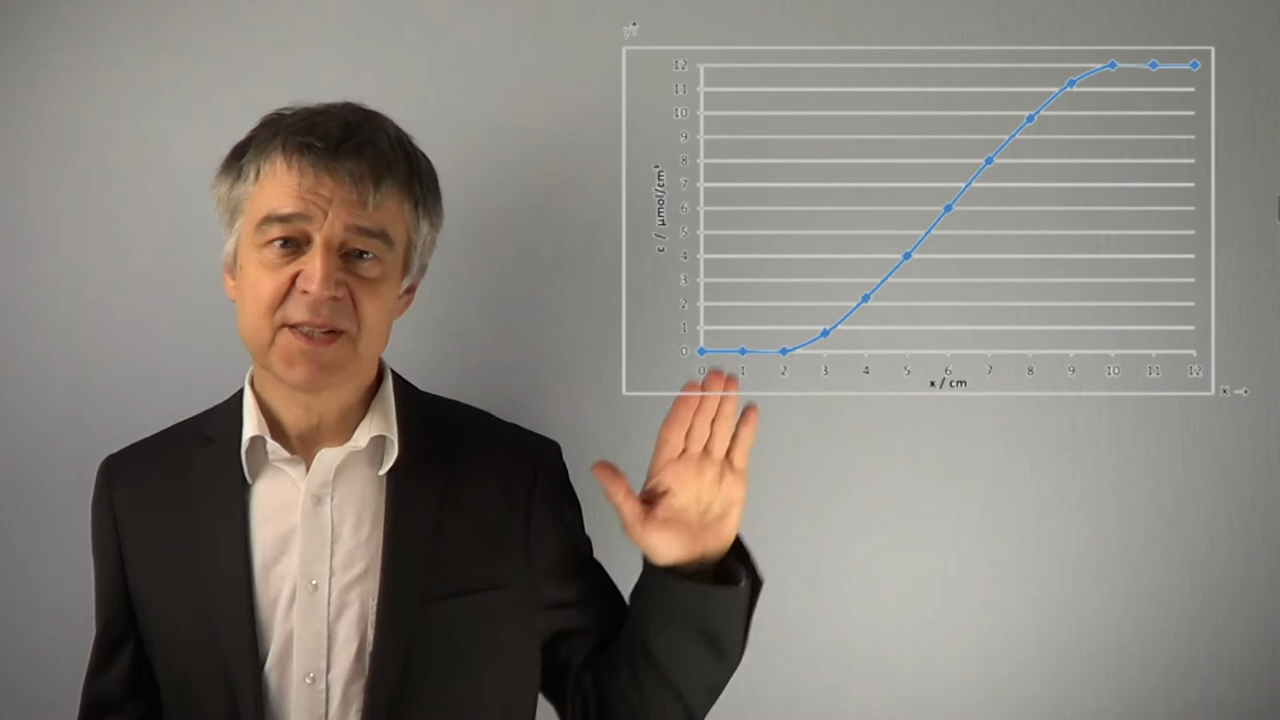 y↑
12
11
10
9
8
7
6
5
4
3
2
1
0
c / µmol/cm³
0 1 2 3 4 5 6 7 8 9 10 11 12
x / cm
x →